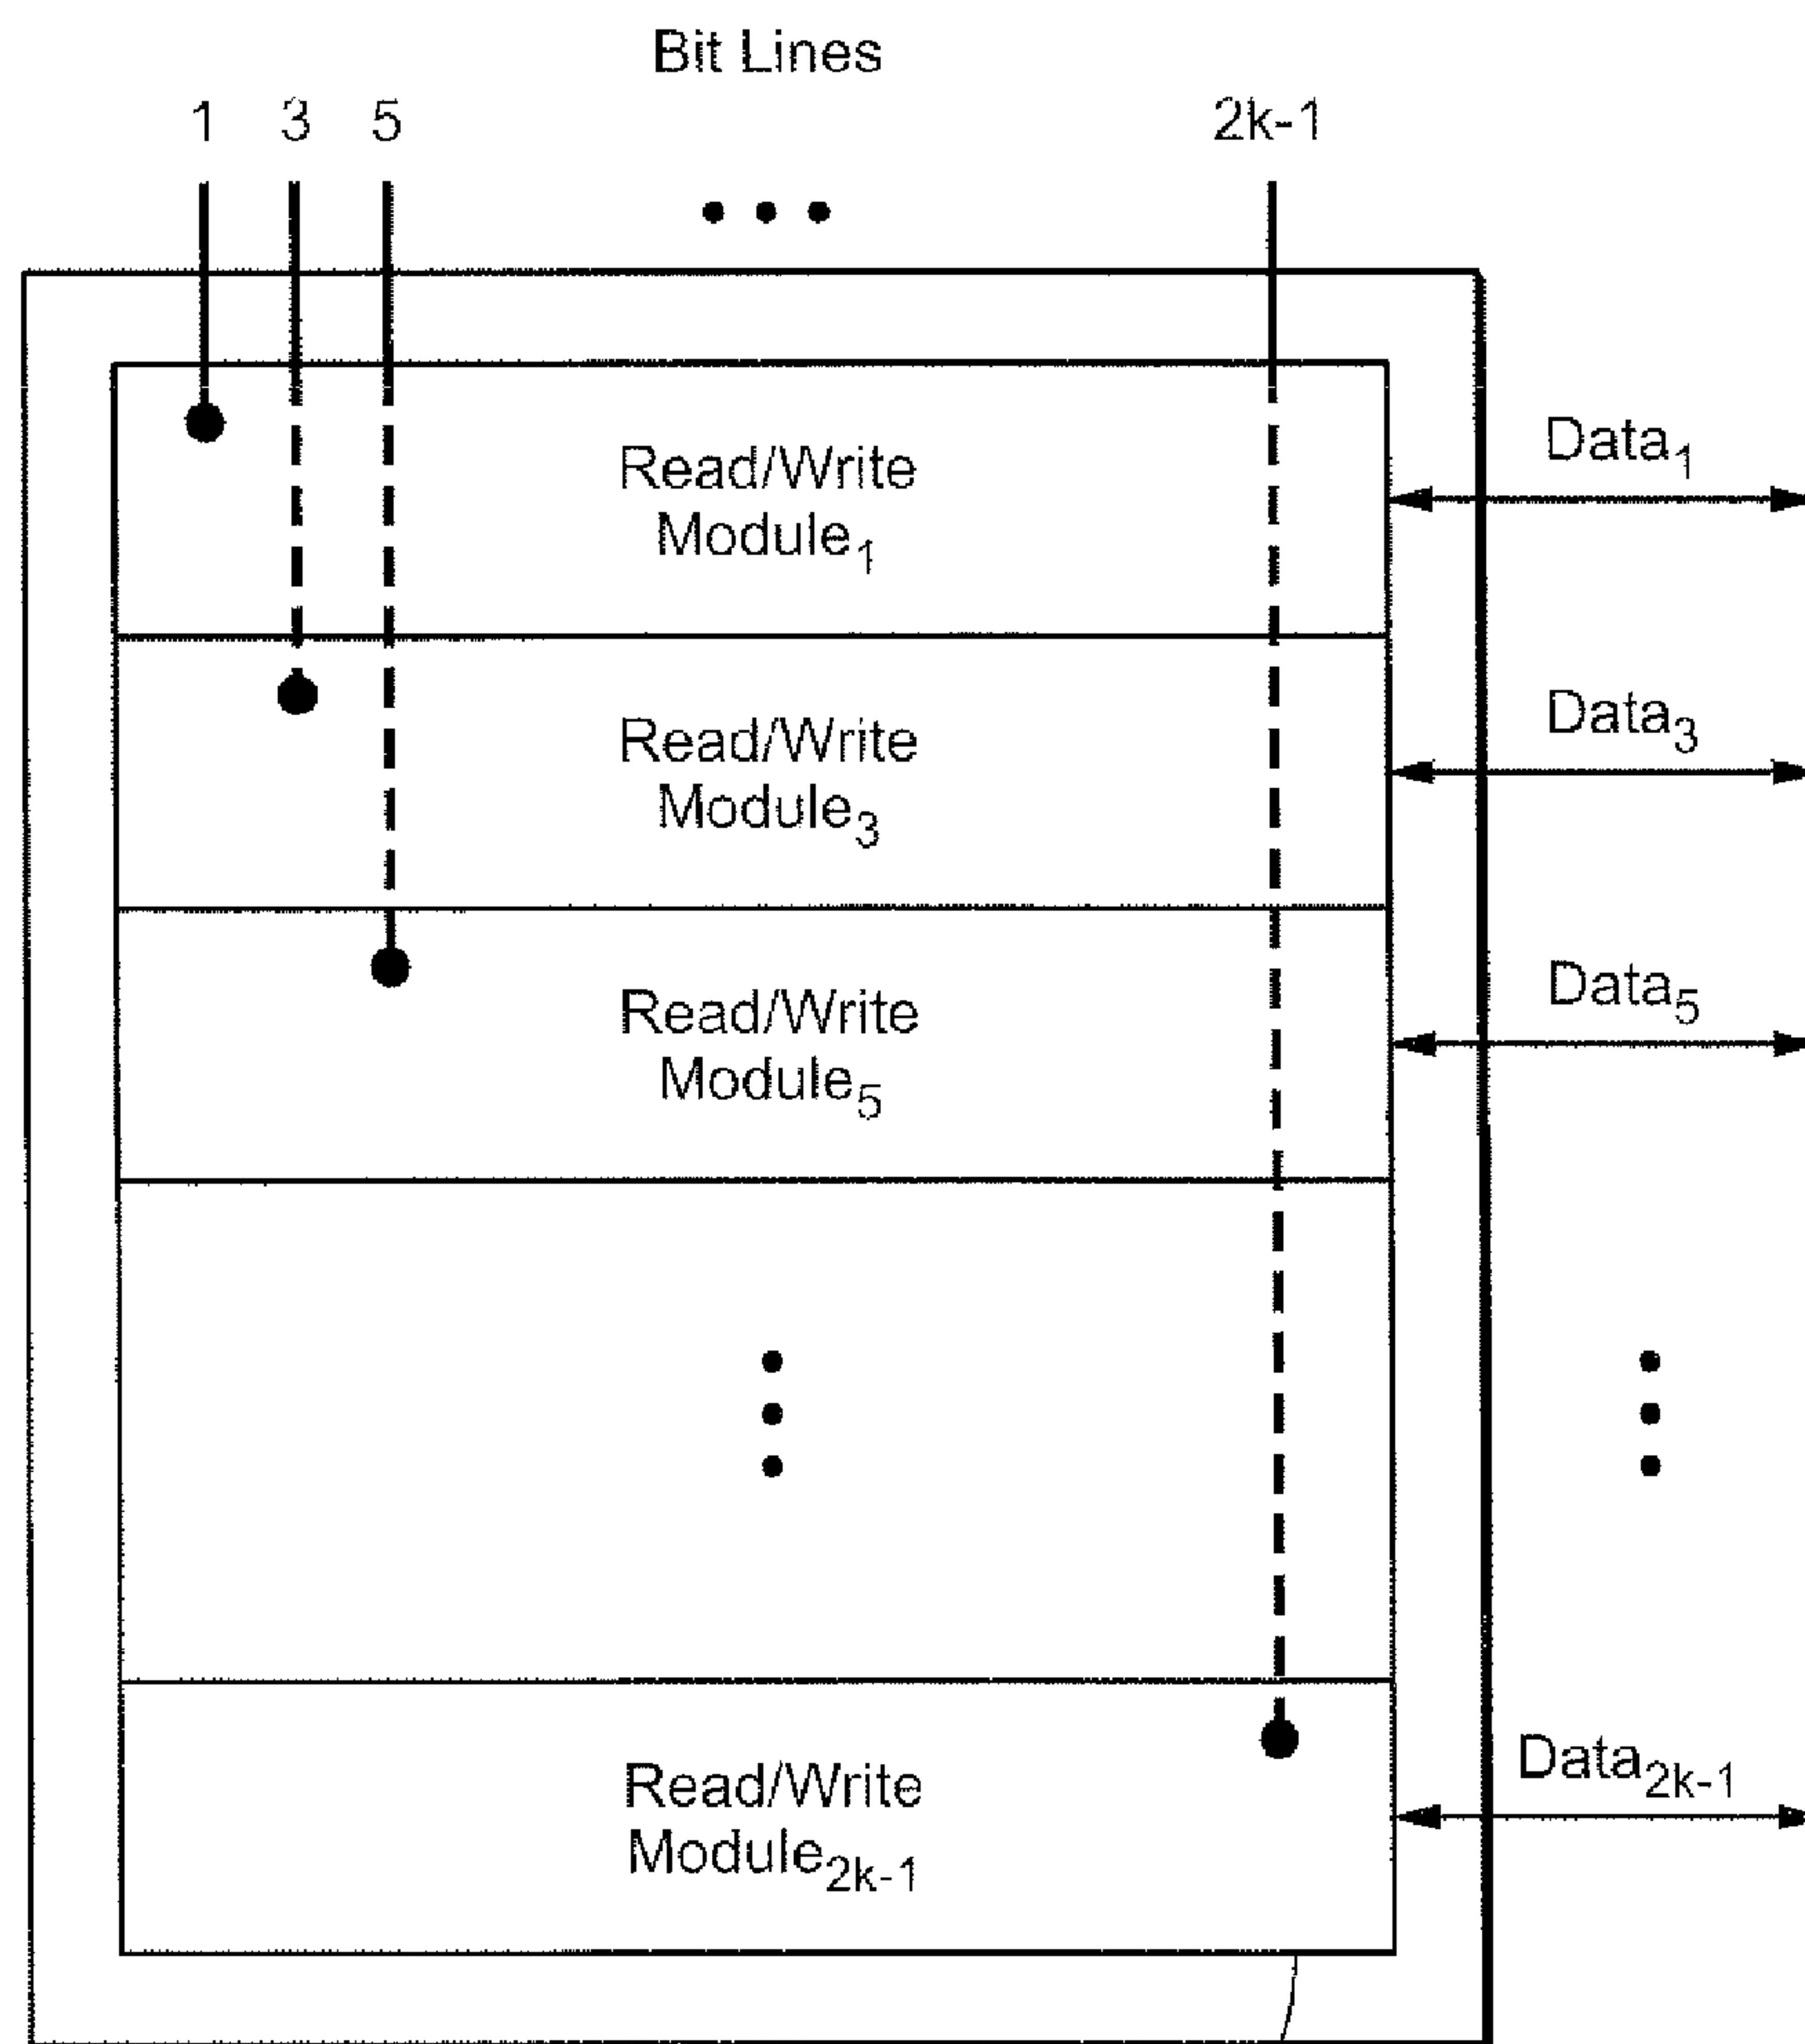 Bit Lines
1 3 5 2k-1
Read/Write
Module₁
Data₁
Read/Write
Module₃
Data₃
Read/Write
Module₅
Data₅
Read/Write
Module₂ₖ₋₁
Data₂ₖ₋₁